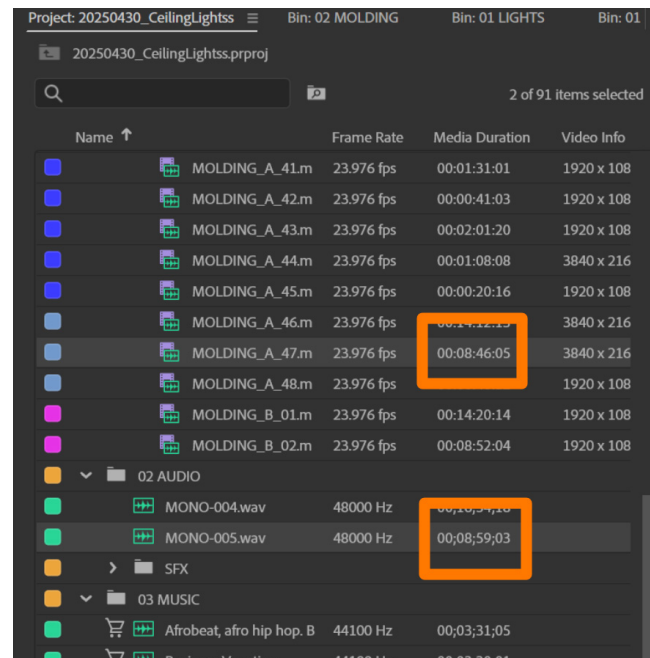 Project: 20250430_CeilingLightss Bin: 02 MOLDING Bin: 01 LIGHTS Bin: 01
20250430_CeilingLightss.prproj
2 of 91 items selected
Name Frame Rate Media Duration Video Info
MOLDING_A_41.m 23.976 fps 00:01:31:01 1920 x 108
MOLDING_A_42.m 23.976 fps 00:00:41:03 1920 x 108
MOLDING_A_43.m 23.976 fps 00:02:01:20 1920 x 108
MOLDING_A_44.m 23.976 fps 00:01:08:08 3840 x 216
MOLDING_A_45.m 23.976 fps 00:00:20:16 1920 x 108
MOLDING_A_46.m 23.976 fps 3840 x 216
MOLDING_A_47.m 23.976 fps 00:08:46:05 3840 x 216
MOLDING_A_48.m 23.976 fps 1920 x 108
MOLDING_B_01.m 23.976 fps 00:14:20:14 1920 x 108
MOLDING_B_02.m 23.976 fps 00:08:52:04 1920 x 108
02 AUDIO
MONO-004.wav 48000 Hz
MONO-005.wav 48000 Hz 00;08;59;03
SFX
03 MUSIC
Afrobeat, afro hip hop. B 44100 Hz 00;03;31;05